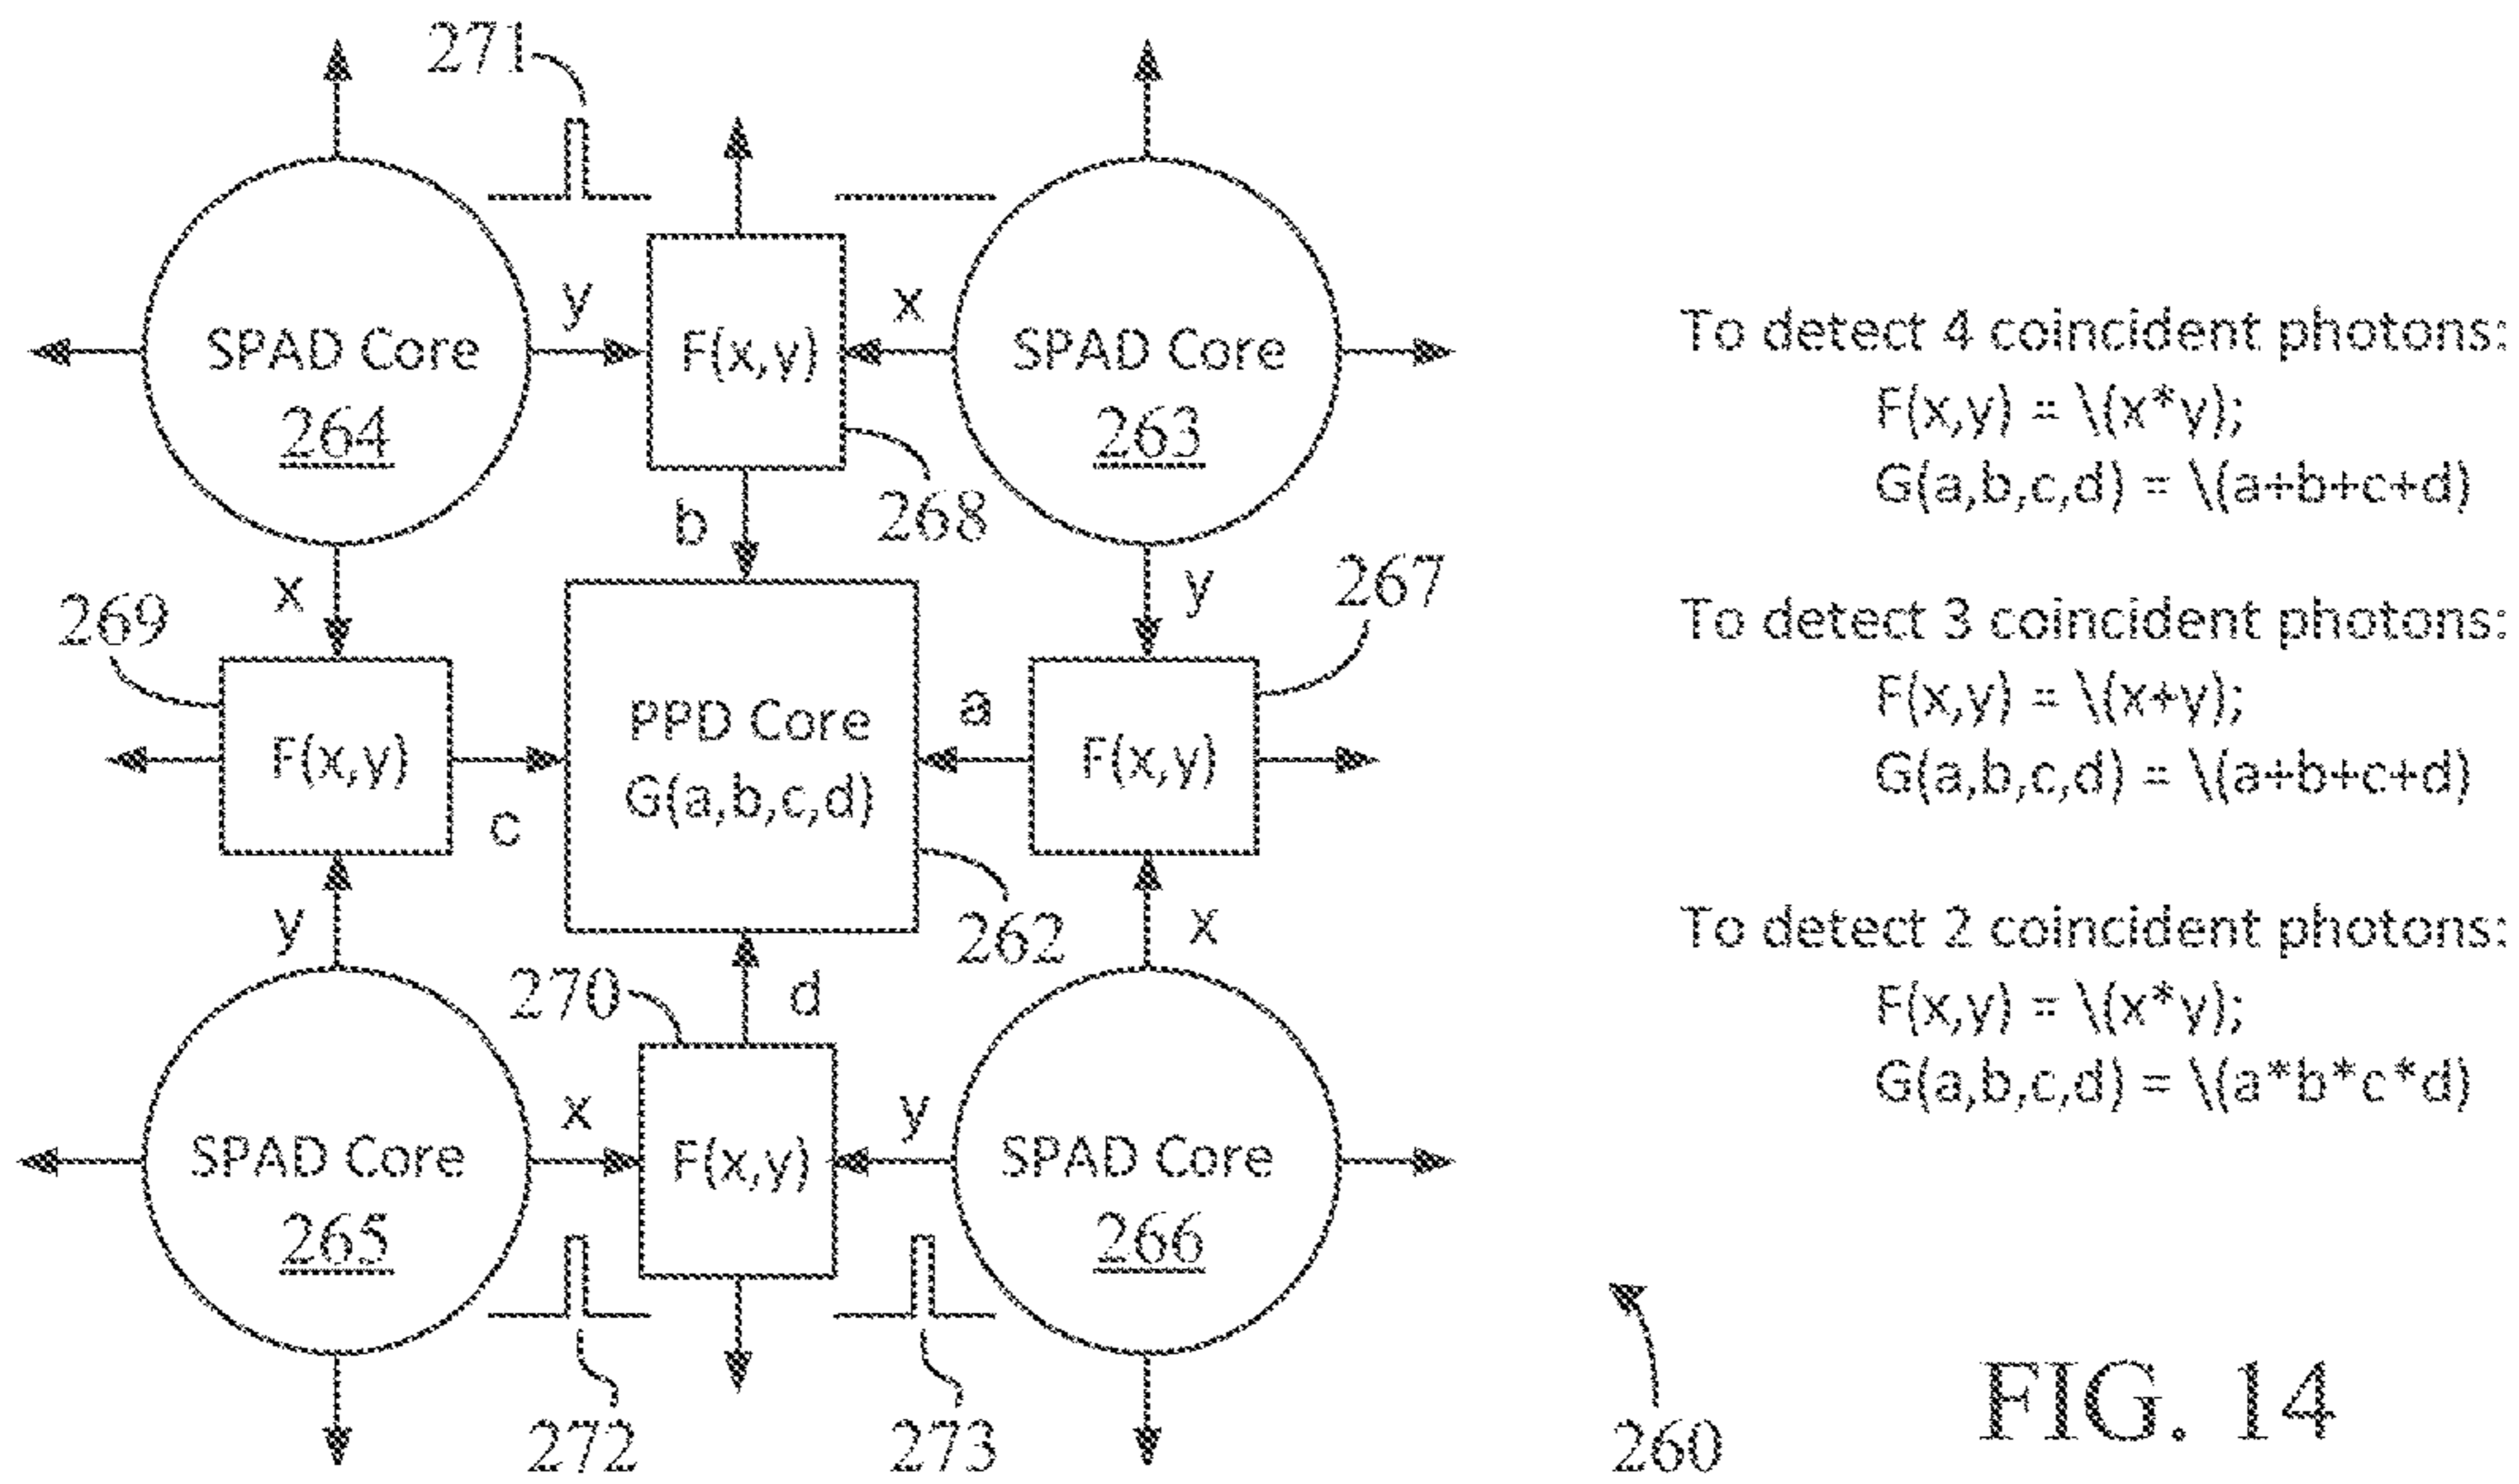 271
y
x
SPAD Core
264
F(x,y)
SPAD Core
263
268
b
x
y
267
269
F(x,y)
c
PPD Core
G(a,b,c,d)
a
F(x,y)
262
y
x
270
d
SPAD Core
265
x
F(x,y)
y
SPAD Core
266
272
273
To detect 4 coincident photons:
F(x,y) = \(x*y);
G(a,b,c,d) = \(a+b+c+d)
To detect 3 coincident photons:
F(x,y) = \(x+y);
G(a,b,c,d) = \(a+b+c+d)
To detect 2 coincident photons:
F(x,y) = \(x*y);
G(a,b,c,d) = \(a*b*c*d)
260
FIG. 14